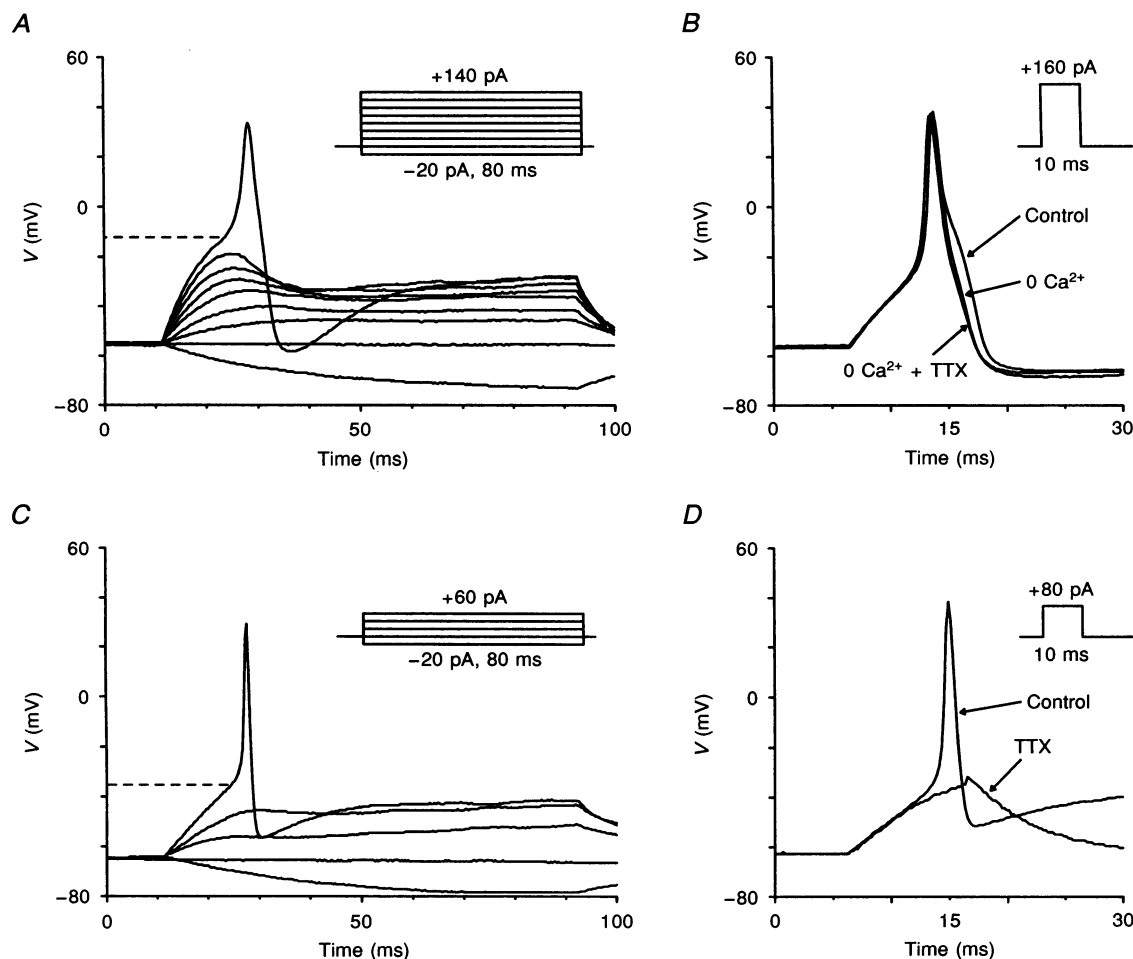 A
60
0
−80
V (mV)
0
50
100
Time (ms)
+140 pA
−20 pA, 80 ms
B
60
0
−80
V (mV)
0
15
30
Time (ms)
+160 pA
10 ms
Control
0 Ca²⁺
0 Ca²⁺ + TTX
C
60
0
−80
V (mV)
0
50
100
Time (ms)
+60 pA
−20 pA, 80 ms
D
60
0
−80
V (mV)
0
15
30
Time (ms)
+80 pA
10 ms
Control
TTX